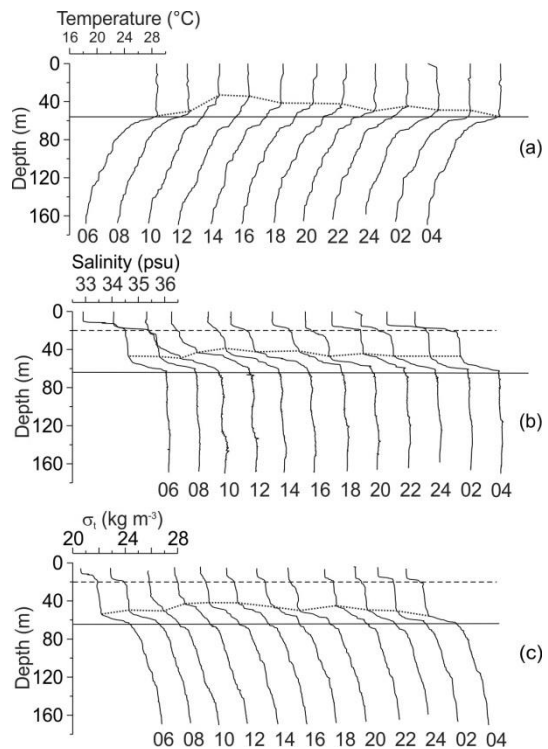 Temperature (°C)
16 20 24 28
0
40
80
120
160
Depth (m)
(a)
06 08 10 12 14 16 18 20 22 24 02 04
Salinity (psu)
33 34 35 36
0
40
80
120
160
Depth (m)
(b)
06 08 10 12 14 16 18 20 22 24 02 04
σt (kg m-3)
20 24 28
0
40
80
120
160
Depth (m)
(c)
06 08 10 12 14 16 18 20 22 24 02 04